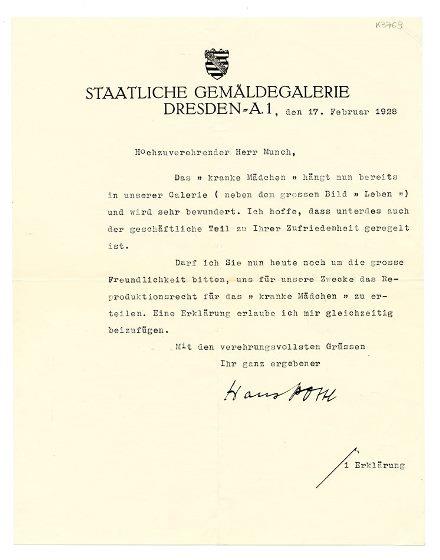 K3769
STAATLICHE GEMÄLDEGALERIE
DRESDEN-A.1, den 17. Februar 1928
Hochzuverehrender Herr Munch,
Das » kranke Mädchen » hängt nun bereits
in unserer Galerie ( neben dem grossen Bild » Leben »)
und wird sehr bewundert. Ich hoffe, dass unterdes auch
der geschäftliche Teil zu Ihrer Zufriedenheit geregelt
ist.
Darf ich Sie nun heute noch um die grosse
Freundlichkeit bitten, uns für unsere Zwecke das Re-
produktionsrecht für das » kranke Mädchen » zu er-
teilen. Eine Erklärung erlaube ich mir gleichzeitig
beizufügen.
Mit den verehrungsvollsten Grüssen
Ihr ganz ergebener
Hans Posse
1 Erklärung